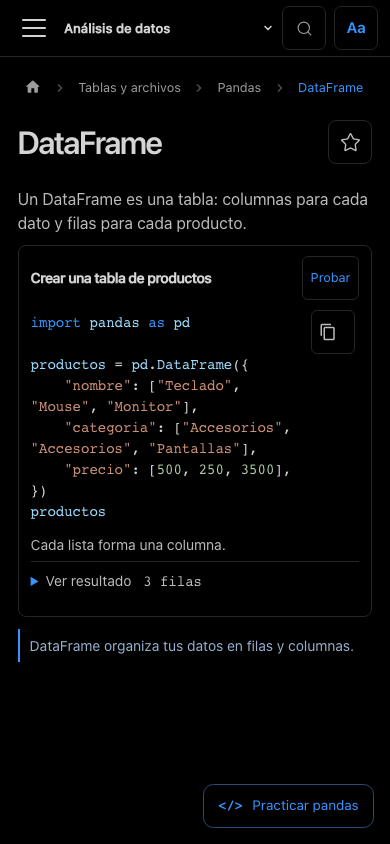 Análisis de datos
Aa
Tablas y archivos
Pandas
DataFrame
DataFrame
Un DataFrame es una tabla: columnas para cada
dato y filas para cada producto.
Crear una tabla de productos
Probar
import pandas as pd
productos = pd.DataFrame({
    "nombre": ["Teclado",
"Mouse", "Monitor"],
    "categoria": ["Accesorios",
"Accesorios", "Pantallas"],
    "precio": [500, 250, 3500],
})
productos
Cada lista forma una columna.
Ver resultado 3 filas
DataFrame organiza tus datos en filas y columnas.
</> Practicar pandas